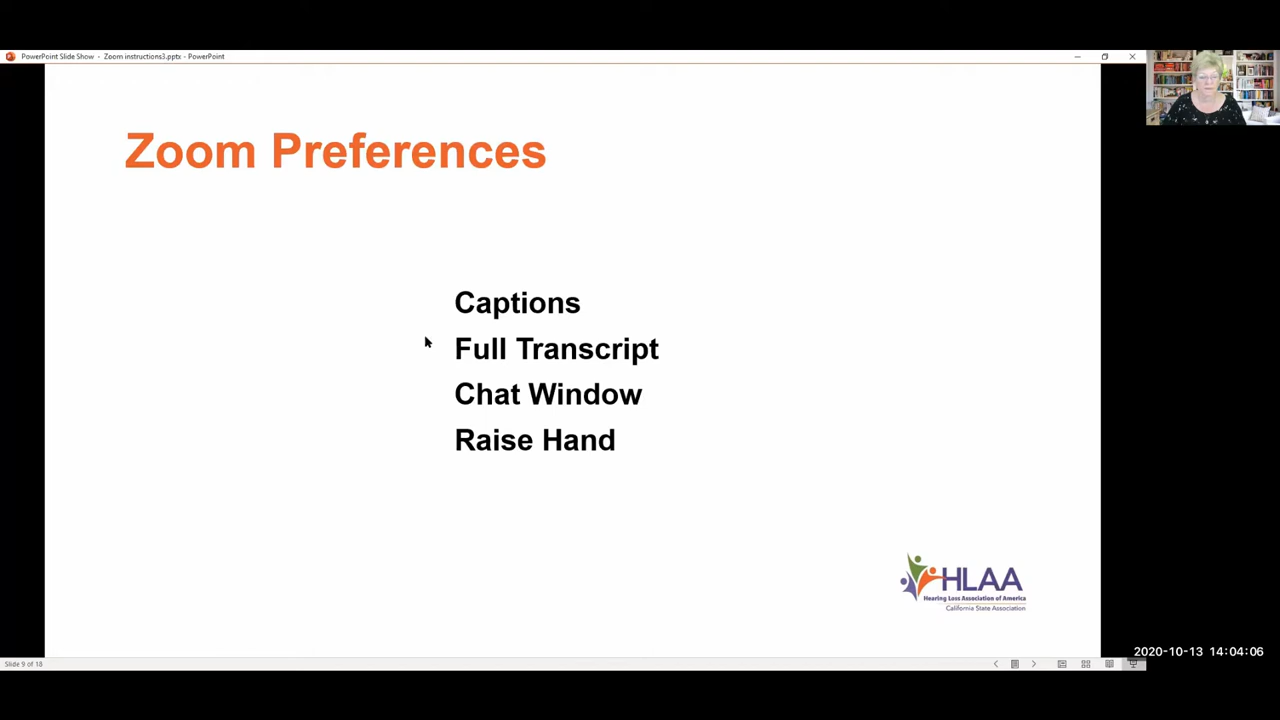 PowerPoint Slide Show - Zoom instructions3.pptx - PowerPoint
Zoom Preferences
Captions
Full Transcript
Chat Window
Raise Hand
HLAA
Hearing Loss Association of America
California State Association
2020-10-13 14:04:06
Slide 9 of 18